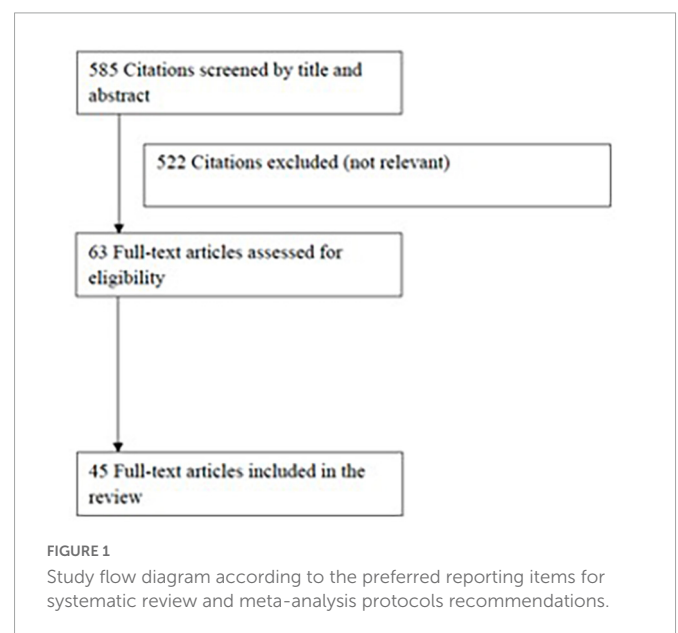 585 Citations screened by title and
abstract
522 Citations excluded (not relevant)
63 Full-text articles assessed for
eligibility
45 Full-text articles included in the
review
FIGURE 1
Study flow diagram according to the preferred reporting items for
systematic review and meta-analysis protocols recommendations.